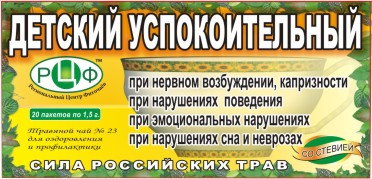 ДЕТСКИЙ УСПОКОИТЕЛЬНЫЙ
РЦФ
Региональный Центр Фиточаёв
20 пакетов по 1,5 г.
Травяной чай № 23
для оздоровления
и профилактики
при нервном возбуждении, капризности
при нарушениях поведения
при эмоциональных нарушениях
при нарушениях сна и неврозах
СО СТЕВИЕЙ
СИЛА РОССИЙСКИХ ТРАВ